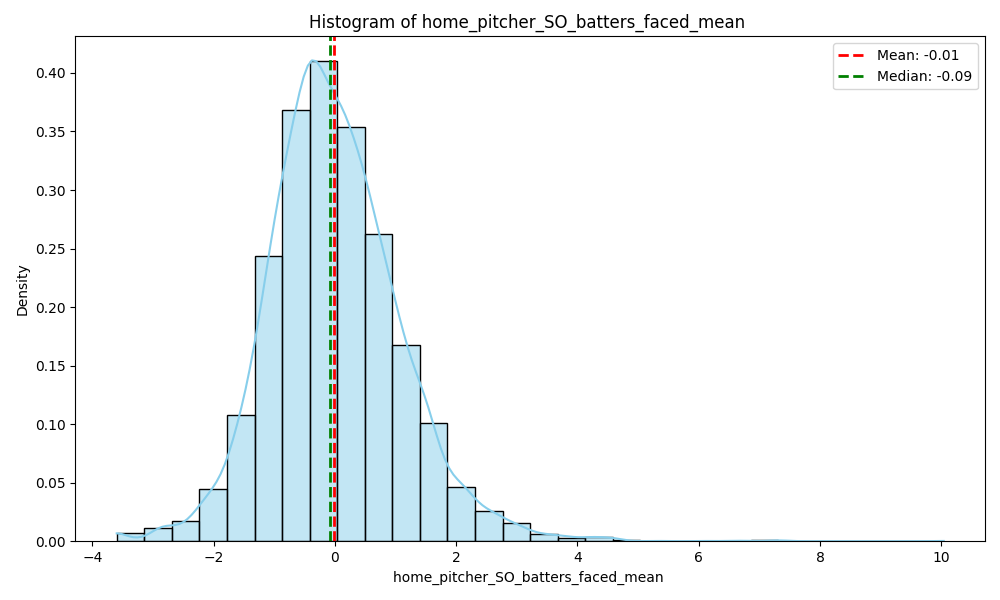 Histogram of home_pitcher_SO_batters_faced_mean
Mean: -0.01
Median: -0.09
Density
0.40
0.35
0.30
0.25
0.20
0.15
0.10
0.05
0.00
−4 −2 0 2 4 6 8 10
home_pitcher_SO_batters_faced_mean